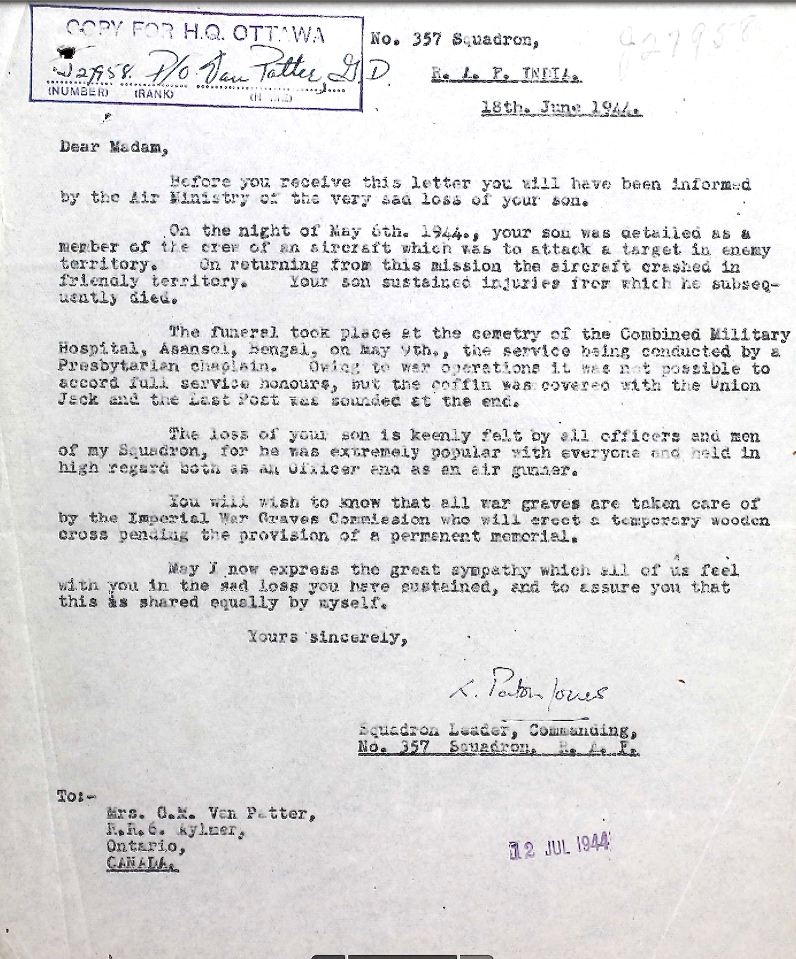 COPY FOR H.Q. OTTAWA
J27958. P/O Van Patter G D.
(NUMBER) (RANK)
No. 357 Squadron,
R. A. F. INDIA.
18th. June 1944.
J27958
Dear Madam,
Before you receive this letter you will have been informed
by the Air Ministry of the very sad loss of your son.
On the night of May 6th. 1944., your son was detailed as a
member of the crew of an aircraft which was to attack a target in enemy
territory. On returning from this mission the aircraft crashed in
friendly territory. Your son sustained injuries from which he subseq-
uently died.
The funeral took place at the cemetry of the Combined Military
Hospital, Asansol, Bengal, on May 9th., the service being conducted by a
Presbytarian chaplain. Owing to war operations it was not possible to
accord full service honours, but the coffin was covered with the Union
Jack and the Last Post was sounded at the end.
The loss of your son is keenly felt by all officers and men
of my Squadron, for he was extremely popular with everyone and held in
high regard both as an Officer and as an air gunner.
You will wish to know that all war graves are taken care of
by the Imperial War Graves Commission who will erect a temporary wooden
cross pending the provision of a permanent memorial.
May I now express the great sympathy which all of us feel
with you in the sad loss you have sustained, and to assure you that
this is shared equally by myself.
Yours sincerely,
L. Paton Jones
Squadron Leader, Commanding,
No. 357 Squadron, R. A. F.
To:-
Mrs. G.M. Van Patter,
R.R.6. Aylmer,
Ontario,
CANADA.
12 JUL 1944